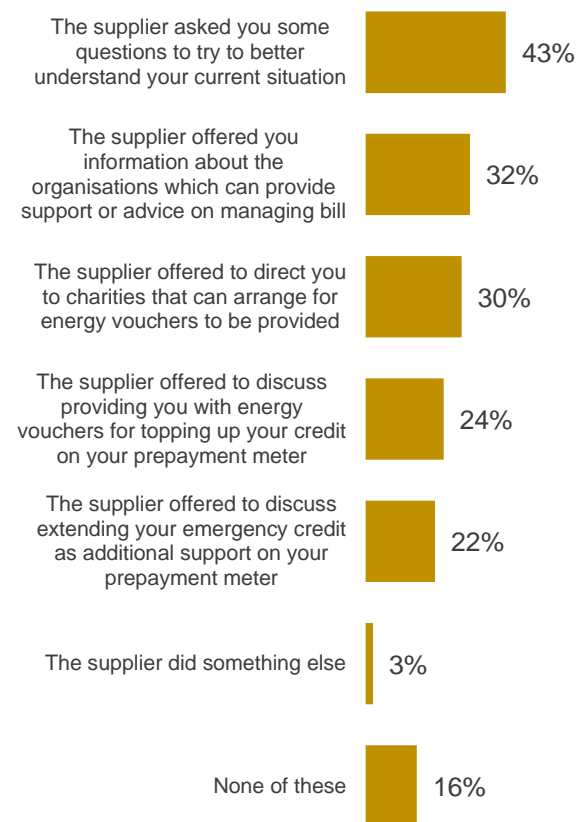 The supplier asked you some
questions to try to better
understand your current situation
43%
The supplier offered you
information about the
organisations which can provide
support or advice on managing bill
32%
The supplier offered to direct you
to charities that can arrange for
energy vouchers to be provided
30%
The supplier offered to discuss
providing you with energy
vouchers for topping up your credit
on your prepayment meter
24%
The supplier offered to discuss
extending your emergency credit
as additional support on your
prepayment meter
22%
The supplier did something else
3%
None of these
16%